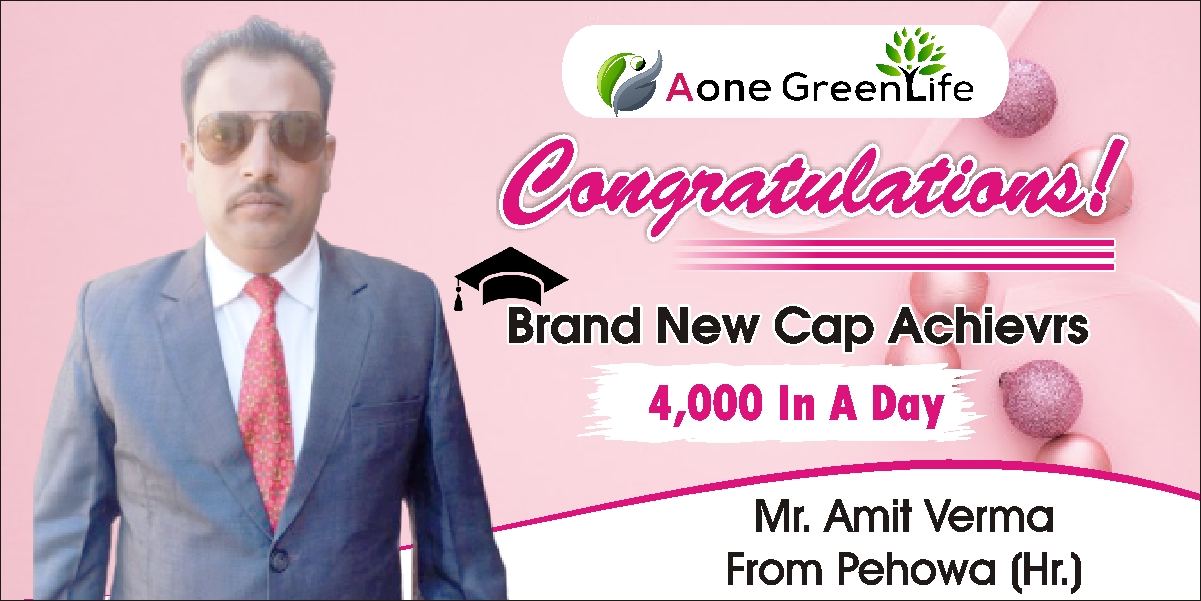 Aone GreenLife
Congratulations!
Brand New Cap Achievrs
4,000 In A Day
Mr. Amit Verma
From Pehowa (Hr.)